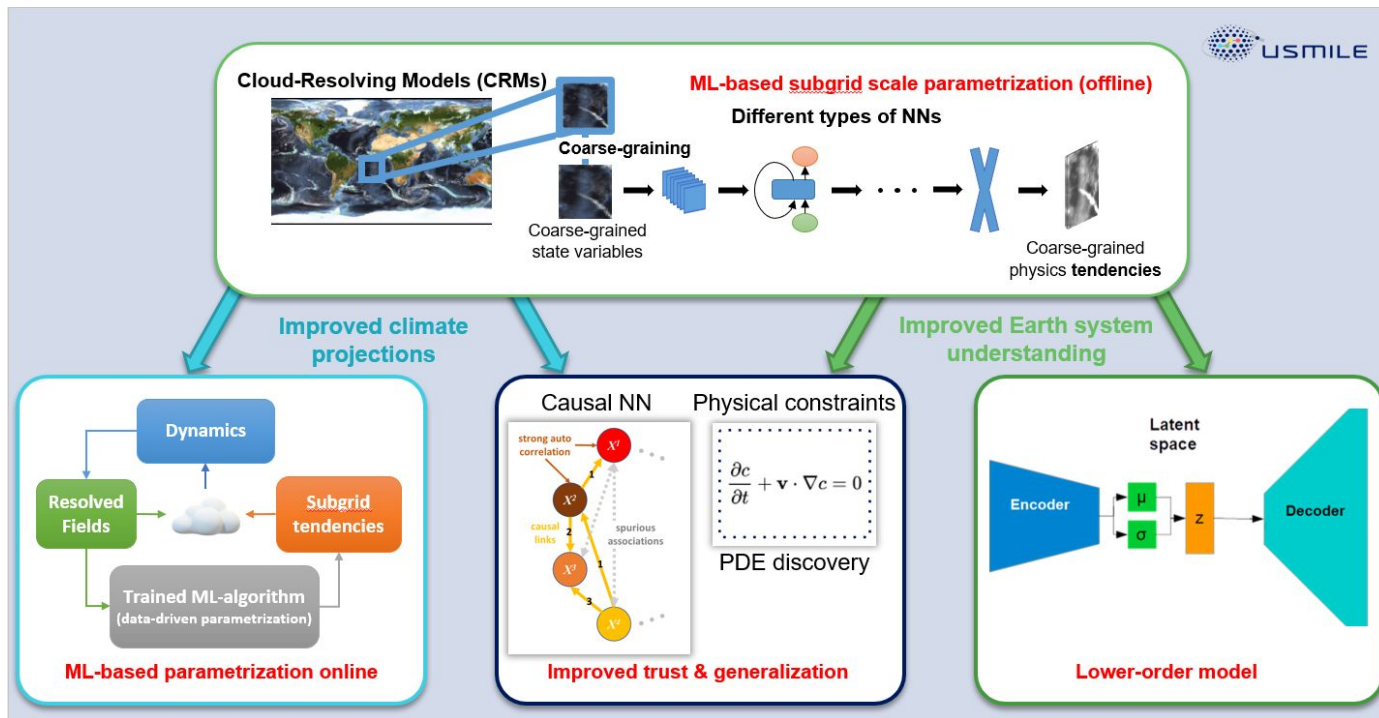 USMILE
Cloud-Resolving Models (CRMs)
ML-based subgrid scale parametrization (offline)
Different types of NNs
Coarse-graining
Coarse-grained
state variables
Coarse-grained
physics tendencies
Improved climate
projections
Improved Earth system
understanding
Dynamics
Resolved
Fields
Subgrid
tendencies
Trained ML-algorithm
(data-driven parametrization)
ML-based parametrization online
Causal NN
strong auto
correlation
X¹
1
X²
causal
links
2
spurious
associations
1
X³
3
X⁴
Physical constraints
∂c/∂t + v · ∇c = 0
PDE discovery
Improved trust & generalization
Latent
space
Encoder
μ
σ
z
Decoder
Lower-order model